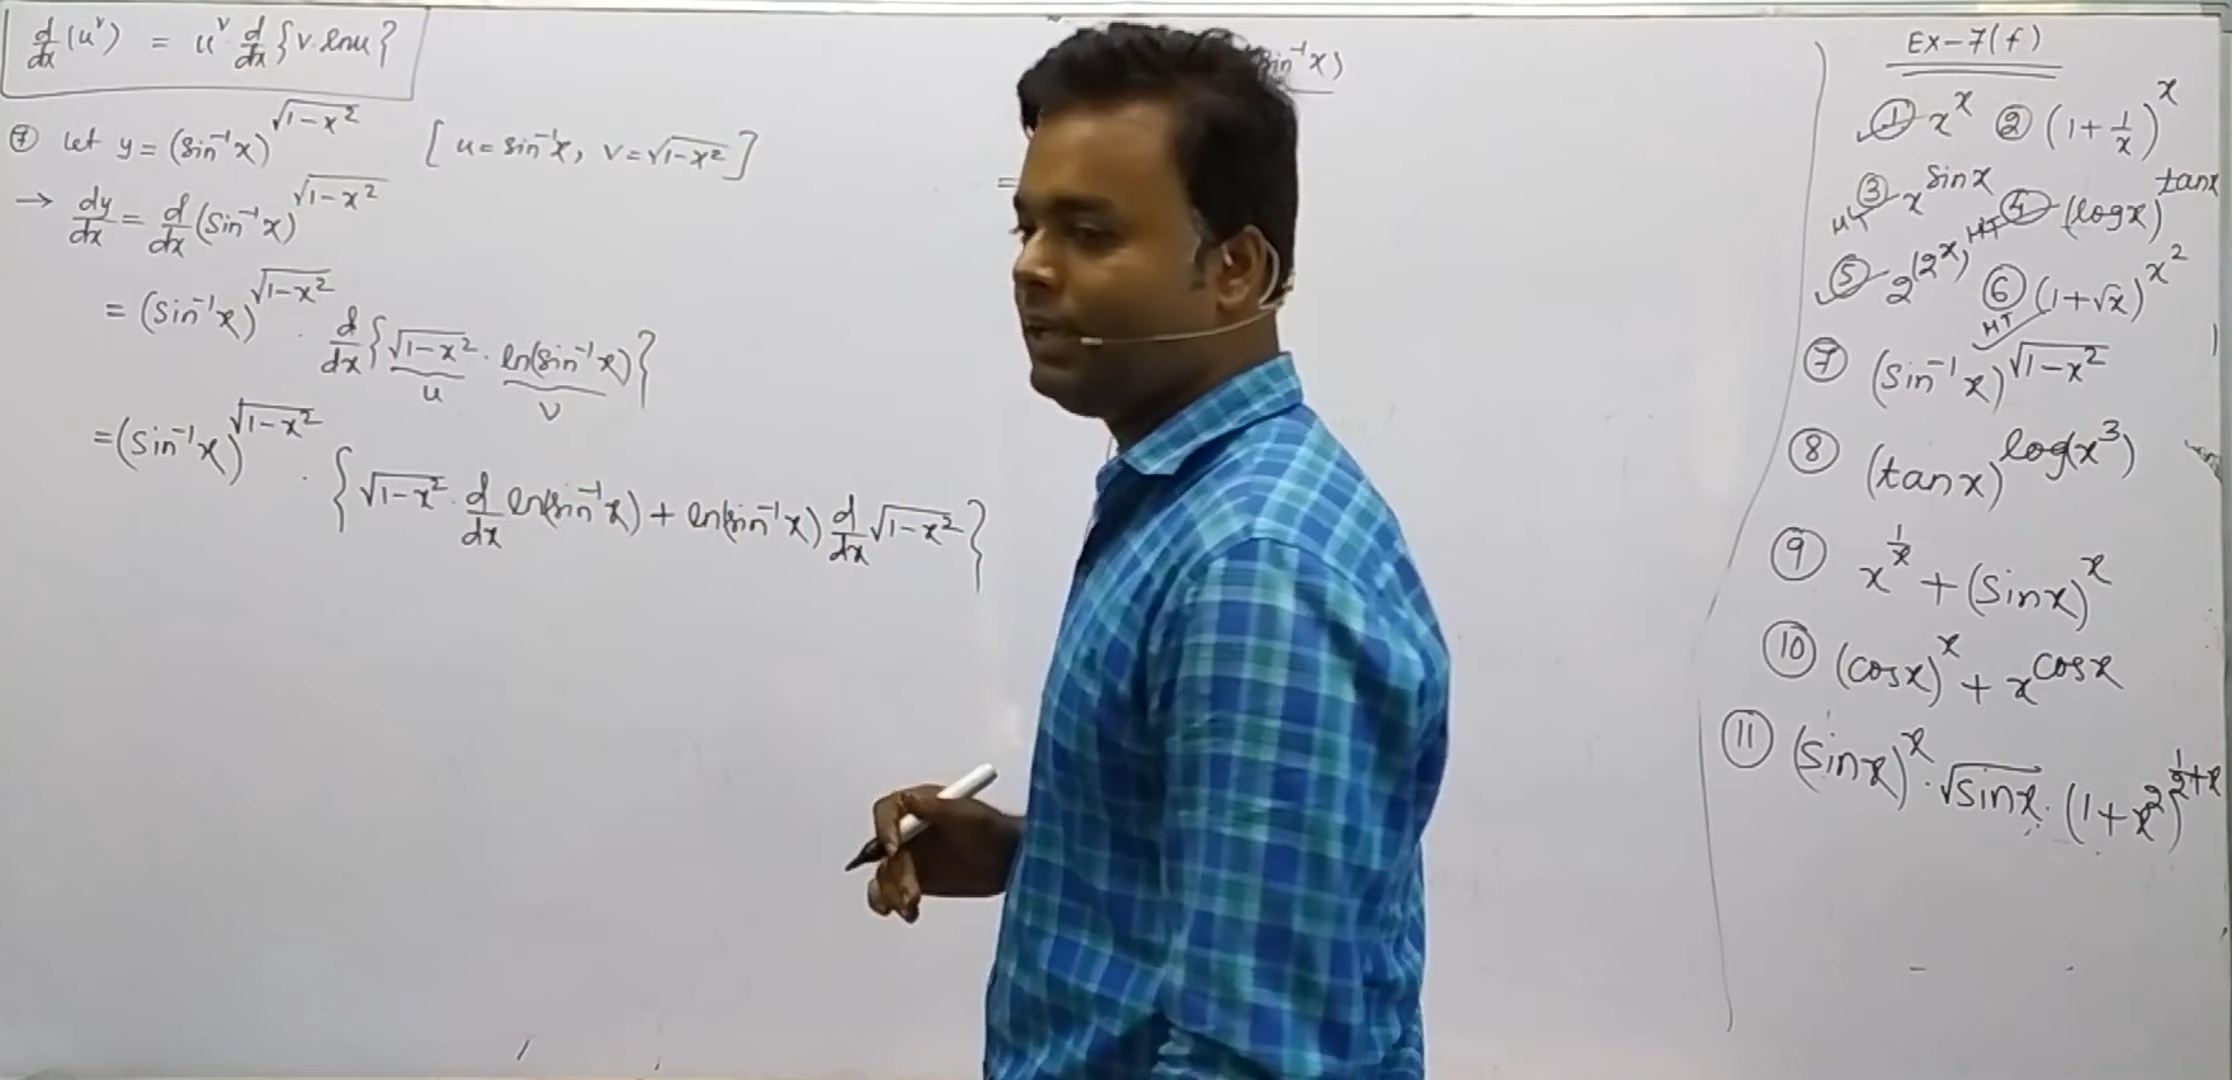 d/dx (u^v) = u^v d/dx {v.lnu}
⑦ Let y = (sin⁻¹x)^√(1-x²) [u = sin⁻¹x, v = √(1-x²)]
→ dy/dx = d/dx (sin⁻¹x)^√(1-x²)
= (sin⁻¹x)^√(1-x²) . d/dx {√(1-x²) . ln(sin⁻¹x)}
u v
= (sin⁻¹x)^√(1-x²) . {√(1-x²) . d/dx ln(sin⁻¹x) + ln(sin⁻¹x) d/dx √(1-x²)}
sin⁻¹x)
=
Ex-7(f)
① x^x ② (1+1/x)^x
③ x^sinx ④ (logx)^tanx
HT HT
⑤ 2^(2^x) ⑥ (1+√x)^x²
HT
⑦ (sin⁻¹x)^√(1-x²)
⑧ (tanx)^log(x³)
⑨ x^(1/x) + (sinx)^x
⑩ (cosx)^x + x^cosx
⑪ (sinx)^x . √sinx . (1+x²)^(1/2+x)